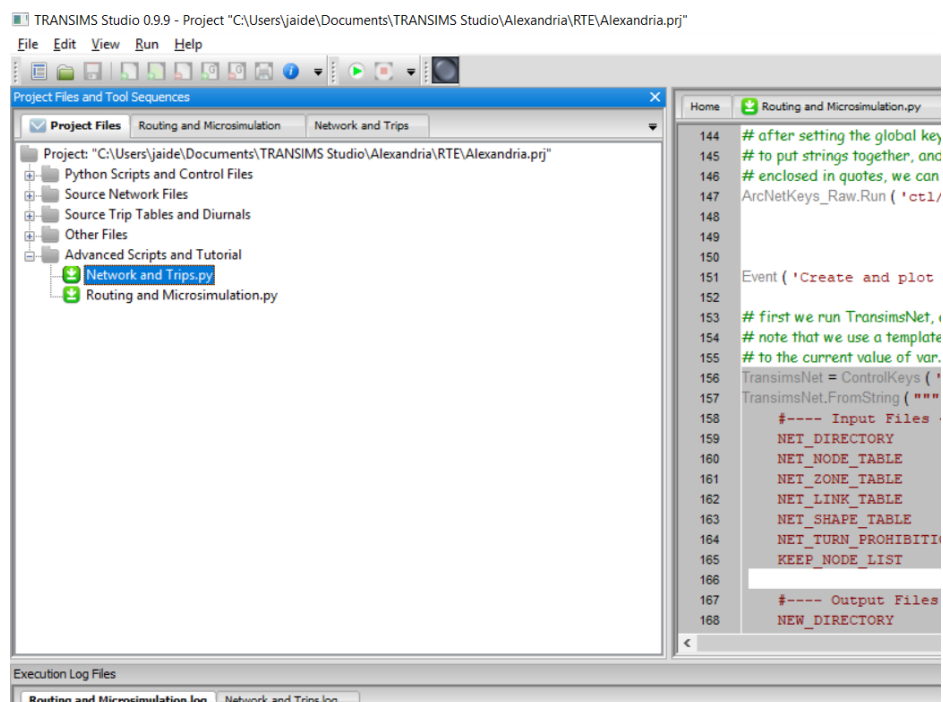 TRANSIMS Studio 0.9.9 - Project "C:\Users\jaide\Documents\TRANSIMS Studio\Alexandria\RTE\Alexandria.prj"
File Edit View Run Help
Project Files and Tool Sequences
Project Files Routing and Microsimulation Network and Trips
Project: "C:\Users\jaide\Documents\TRANSIMS Studio\Alexandria\RTE\Alexandria.prj"
Python Scripts and Control Files
Source Network Files
Source Trip Tables and Diurnals
Other Files
Advanced Scripts and Tutorial
Network and Trips.py
Routing and Microsimulation.py
Home Routing and Microsimulation.py
144 # after setting the global key
145 # to put strings together, and
146 # enclosed in quotes, we can
147 ArcNetKeys_Raw.Run ( 'ctl/
148
149
150
151 Event ( 'Create and plot
152
153 # first we run TransimsNet,
154 # note that we use a template
155 # to the current value of var.
156 TransimsNet = ControlKeys ( '
157 TransimsNet.FromString ( """
158 #---- Input Files -
159 NET_DIRECTORY
160 NET_NODE_TABLE
161 NET_ZONE_TABLE
162 NET_LINK_TABLE
163 NET_SHAPE_TABLE
164 NET_TURN_PROHIBITIO
165 KEEP_NODE_LIST
166
167 #---- Output Files
168 NEW_DIRECTORY
Execution Log Files
Routing and Microsimulation.log Network and Trips.log